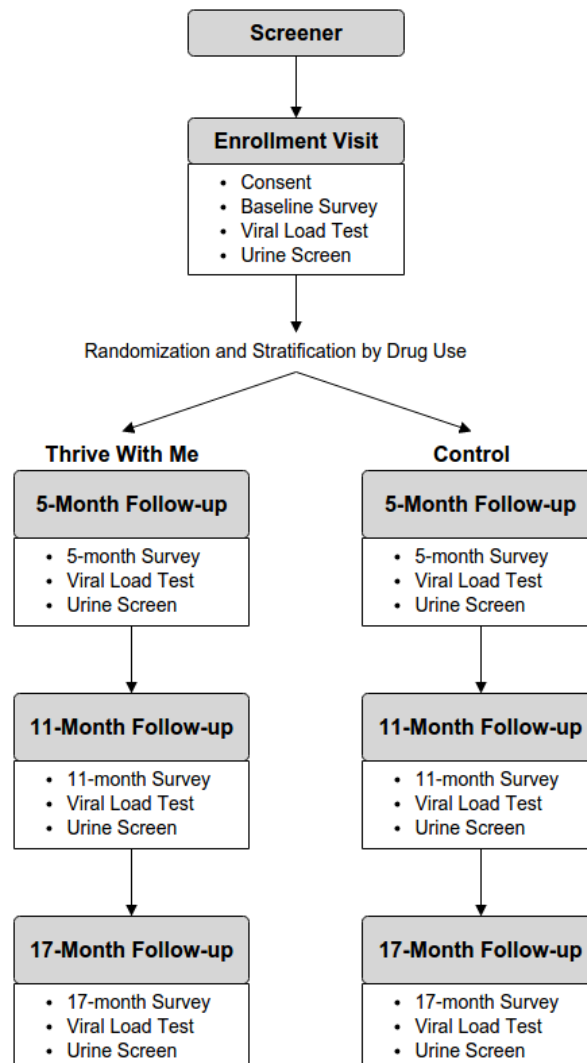 Screener
Enrollment Visit
• Consent
• Baseline Survey
• Viral Load Test
• Urine Screen
Randomization and Stratification by Drug Use
Thrive With Me
5-Month Follow-up
• 5-month Survey
• Viral Load Test
• Urine Screen
11-Month Follow-up
• 11-month Survey
• Viral Load Test
• Urine Screen
17-Month Follow-up
• 17-month Survey
• Viral Load Test
• Urine Screen
Control
5-Month Follow-up
• 5-month Survey
• Viral Load Test
• Urine Screen
11-Month Follow-up
• 11-month Survey
• Viral Load Test
• Urine Screen
17-Month Follow-up
• 17-month Survey
• Viral Load Test
• Urine Screen